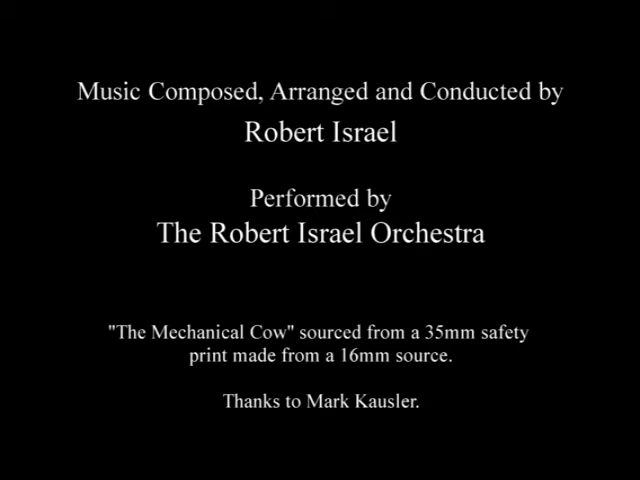 Music Composed, Arranged and Conducted by
Robert Israel
Performed by
The Robert Israel Orchestra
"The Mechanical Cow" sourced from a 35mm safety
print made from a 16mm source.
Thanks to Mark Kausler.